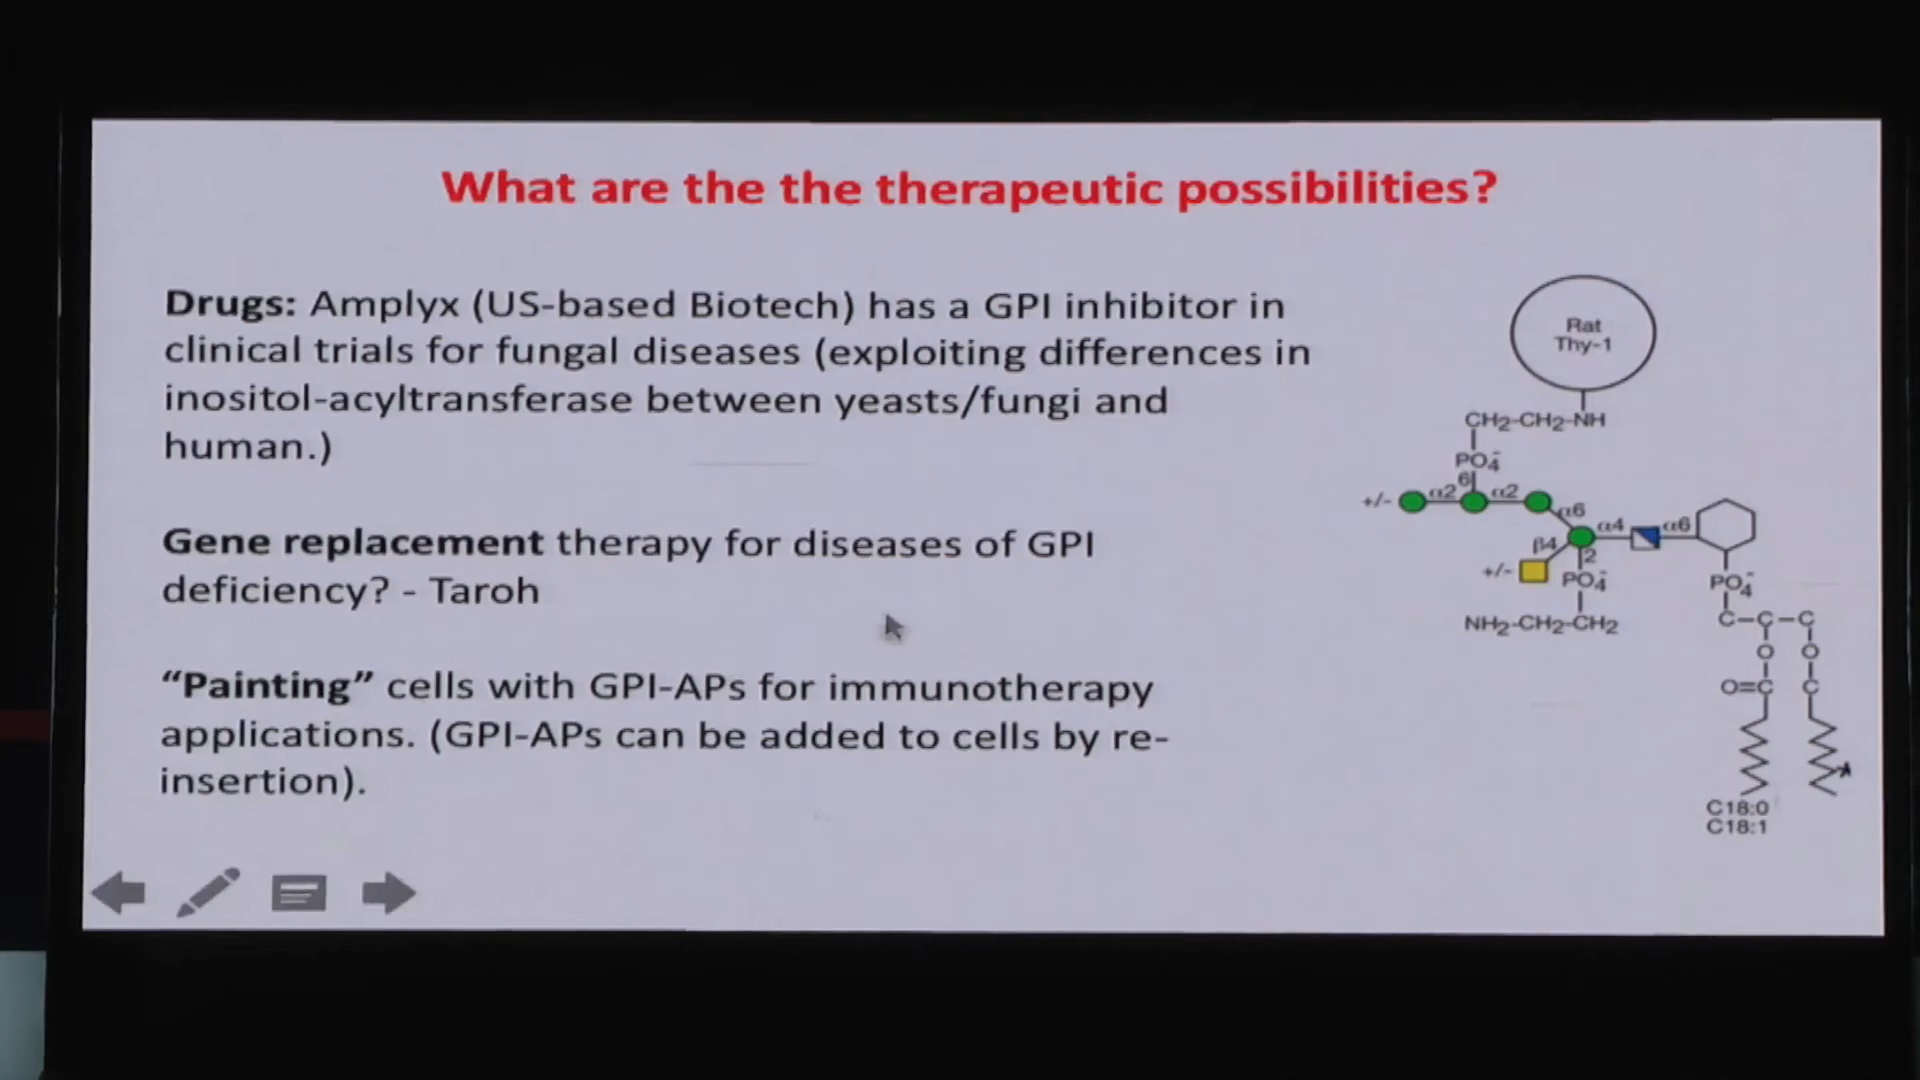 What are the the therapeutic possibilities?
Drugs: Amplyx (US-based Biotech) has a GPI inhibitor in
clinical trials for fungal diseases (exploiting differences in
inositol-acyltransferase between yeasts/fungi and
human.)
Gene replacement therapy for diseases of GPI
deficiency? - Taroh
“Painting” cells with GPI-APs for immunotherapy
applications. (GPI-APs can be added to cells by re-
insertion).
Rat
Thy-1
CH2-CH2-NH
PO4-
6
+/- α2 α2
α6
α4 α6
β4
2
+/-
PO4- PO4-
NH2-CH2-CH2
C-C-C
O O
O=C C
C18:0
C18:1